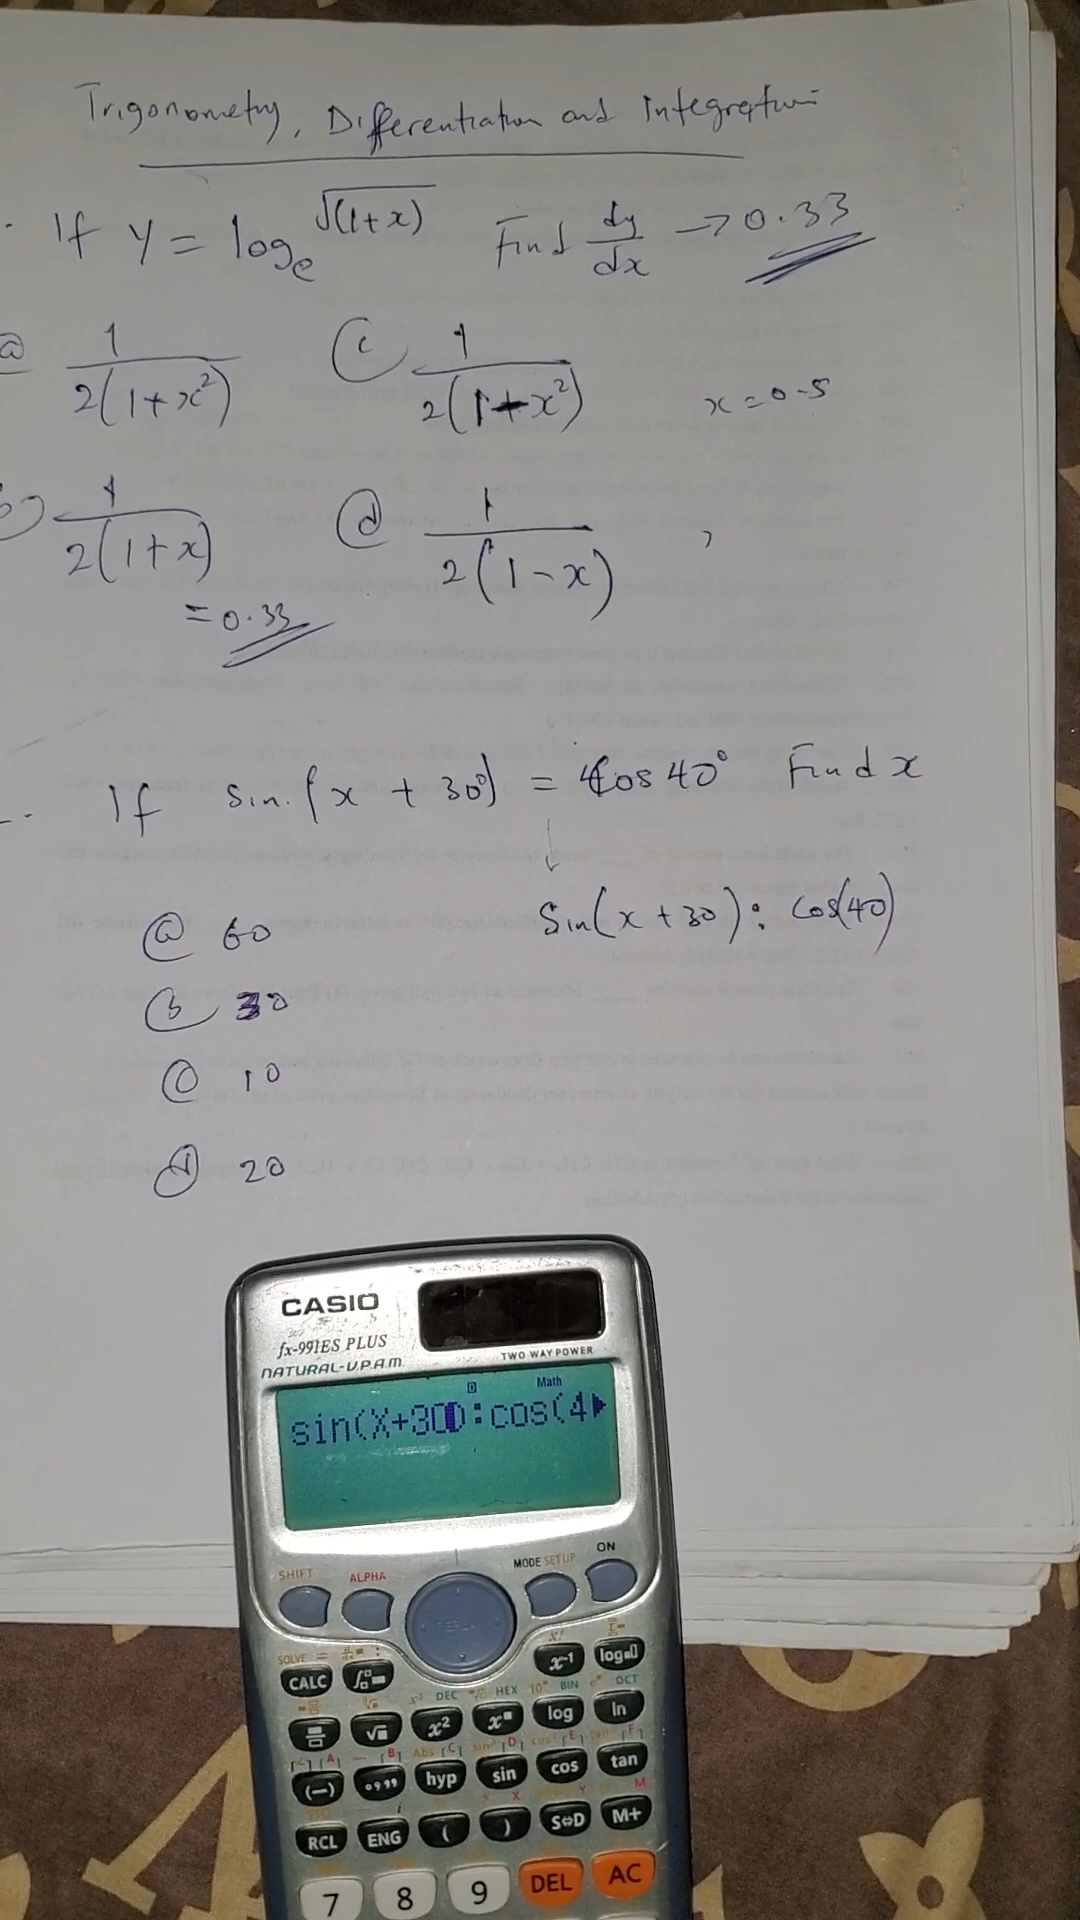 Trigonometry, Differentiation and Integration
If y = logₑ √(1+x) Find dy/dx → 0.33
ⓐ 1/2(1+x²) ⓒ 1/2(1+x²) x=0.5
b) 1/2(1+x) ⓓ 1/2(1-x) ,
=0.33
If sin (x + 30°) = Cos 40° Find x
↓
Sin(x+30) : Cos(40)
ⓐ 60
ⓑ 30
ⓒ 10
ⓓ 20
CASIO
fx-991ES PLUS
NATURAL-V.P.A.M.
TWO WAY POWER
D Math
sin(X+30):cos(4▶
SHIFT ALPHA MODE SETUP ON
REPLAY
SOLVE =
CALC x! x⁻¹ log
DEC HEX BIN OCT
x² log ln
A B Abs C D E F
(-) hyp sin cos tan
X Y M
RCL ENG ( ) S⇔D M+
7 8 9 DEL AC